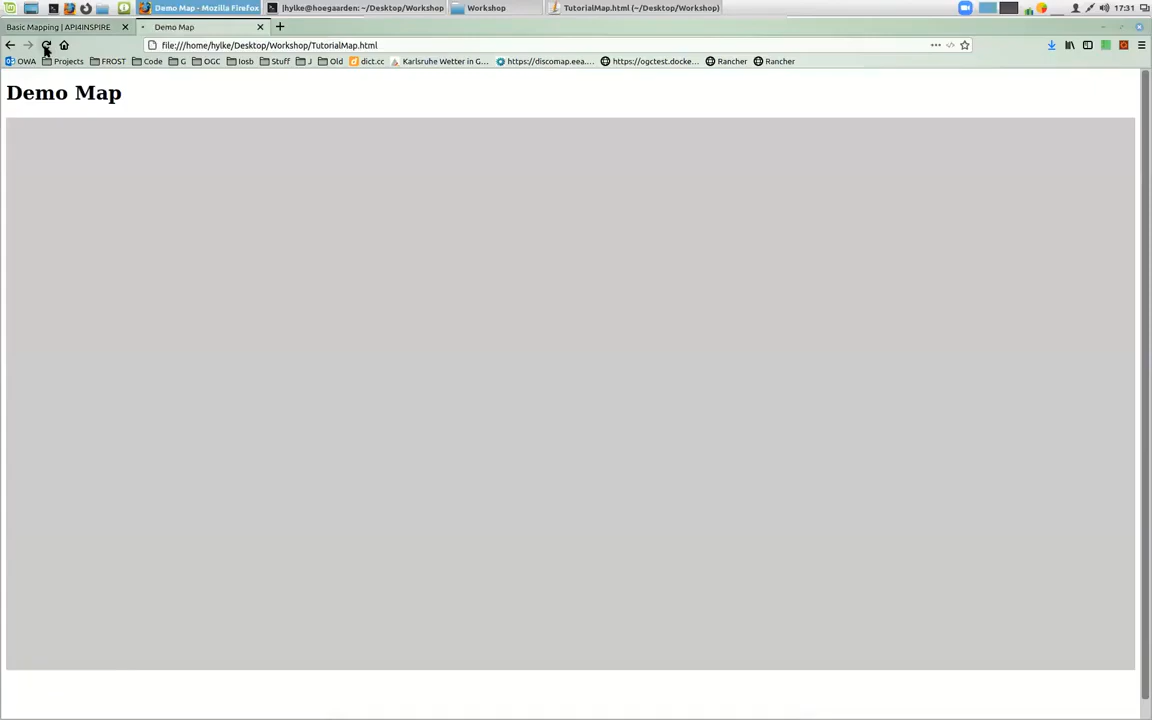 Demo Map - Mozilla Firefox jhylke@hoegaarden: ~/Desktop/Workshop Workshop TutorialMap.html (~/Desktop/Workshop) 17:31
Basic Mapping | API4INSPIRE Demo Map
file:///home/hylke/Desktop/Workshop/TutorialMap.html
OWA Projects FROST Code G OGC Iosb Stuff J Old dict.cc Karlsruhe Wetter in G... https://discomap.eea.... https://ogctest.docke... Rancher Rancher
Demo Map